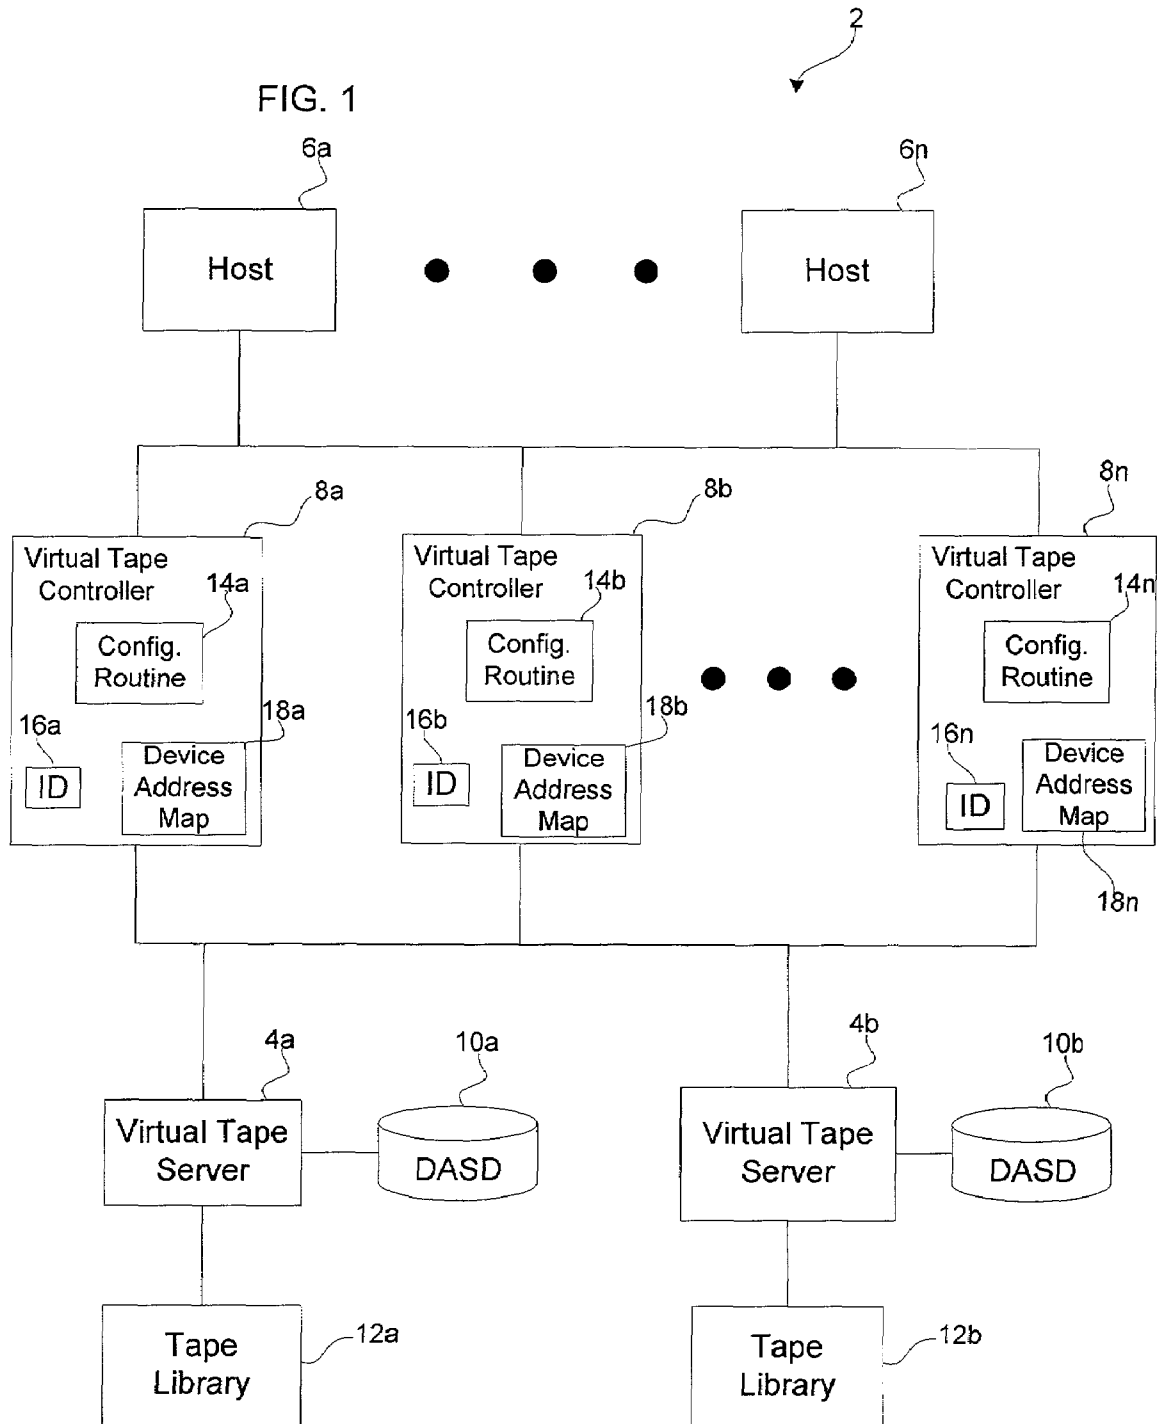 2
FIG. 1
6a
6n
Host
Host
8a
8b
8n
Virtual Tape
Controller
14a
Config.
Routine
16a
18a
ID
Device
Address
Map
Virtual Tape
Controller
14b
Config.
Routine
16b
18b
ID
Device
Address
Map
Virtual Tape
Controller
14n
Config.
Routine
16n
ID
Device
Address
Map
18n
4a
10a
4b
10b
Virtual Tape
Server
DASD
Virtual Tape
Server
DASD
Tape
Library
12a
Tape
Library
12b